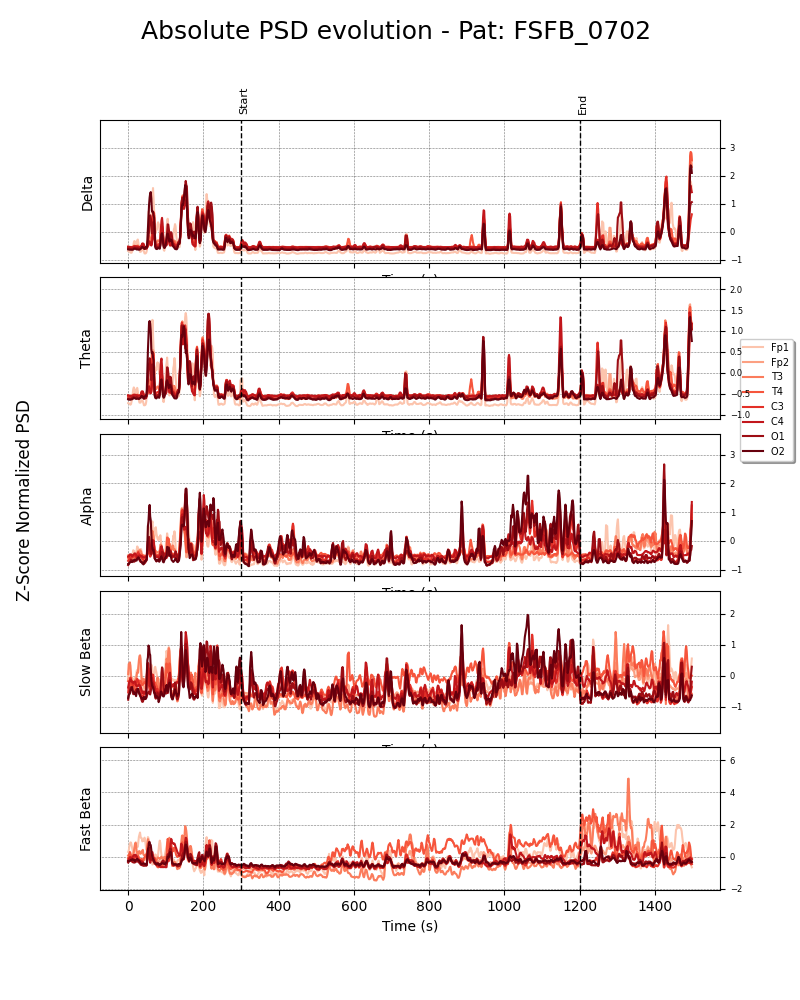 Absolute PSD evolution - Pat: FSFB_0702
Start
End
Delta
3
2
1
0
−1
Theta
2.0
1.5
1.0
0.5
0.0
−0.5
−1.0
Fp1
Fp2
T3
T4
C3
C4
O1
O2
Z-Score Normalized PSD
Alpha
3
2
1
0
−1
Slow Beta
2
1
0
−1
Fast Beta
6
4
2
0
−2
0 200 400 600 800 1000 1200 1400
Time (s)